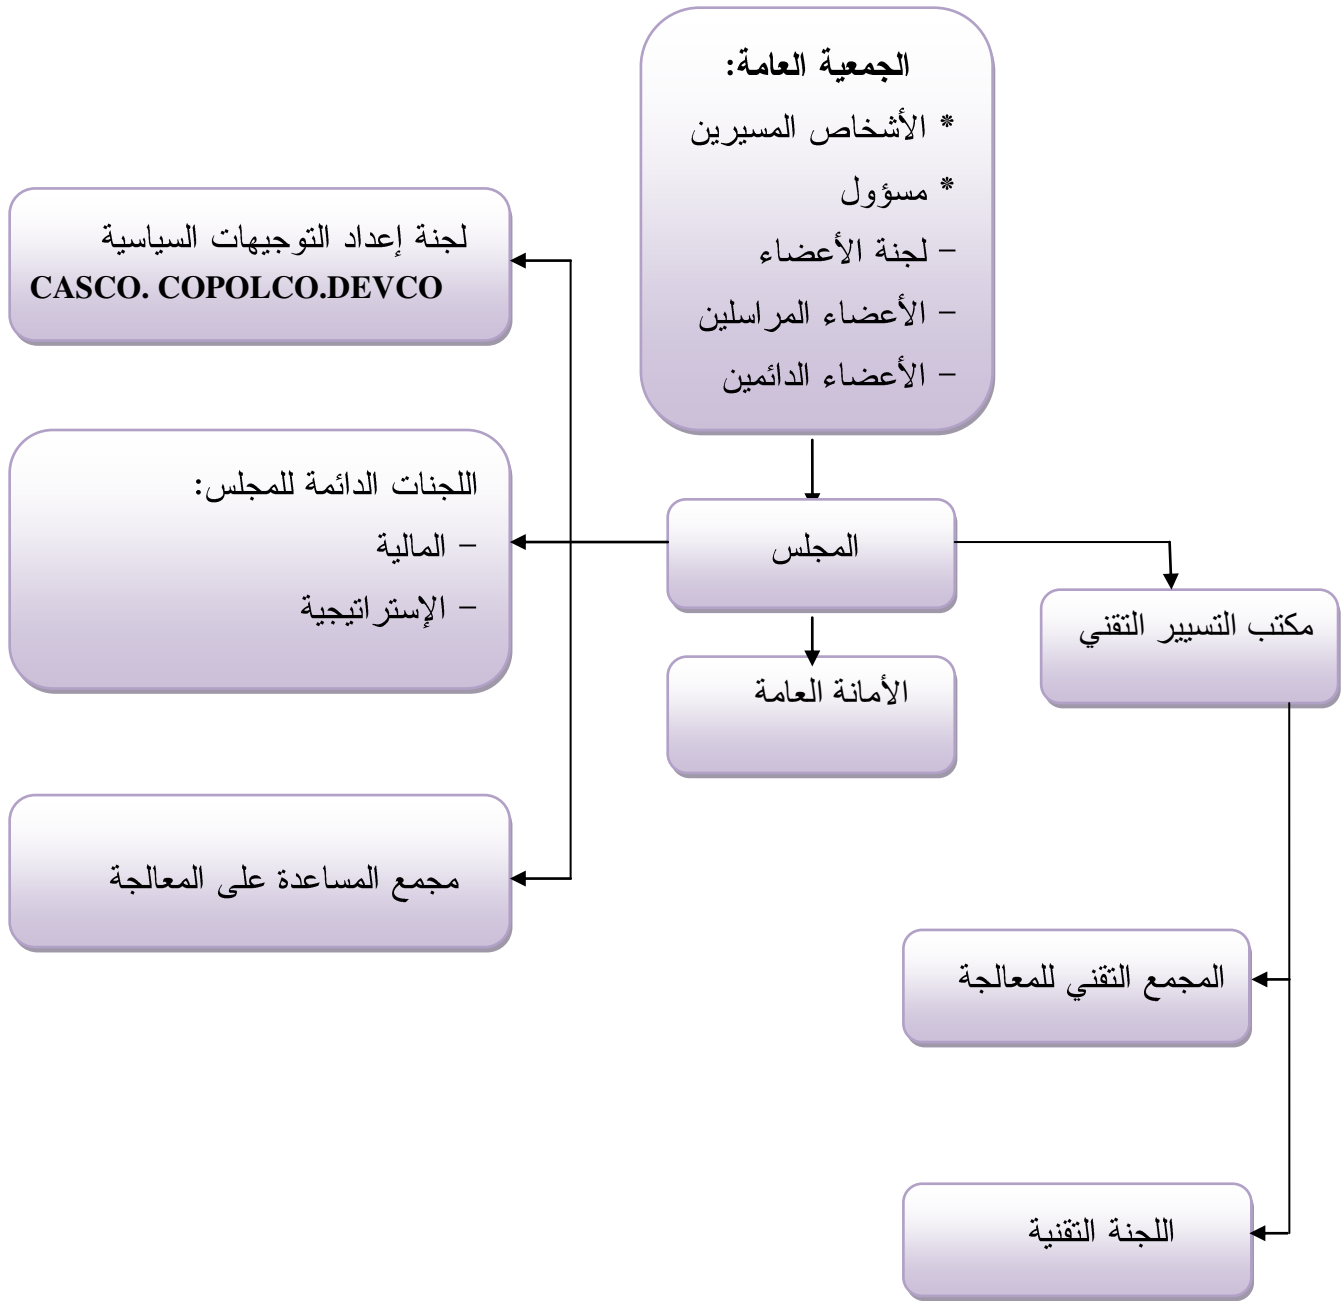 الجمعية العامة:
* الأشخاص المسيرين
* مسؤول
- لجنة الأعضاء
- الأعضاء المراسلين
- الأعضاء الدائمين
لجنة إعداد التوجيهات السياسية
CASCO. COPOLCO.DEVCO
اللجنات الدائمة للمجلس:
- المالية
- الإستراتيجية
المجلس
مكتب التسيير التقني
الأمانة العامة
مجمع المساعدة على المعالجة
المجمع التقني للمعالجة
اللجنة التقنية